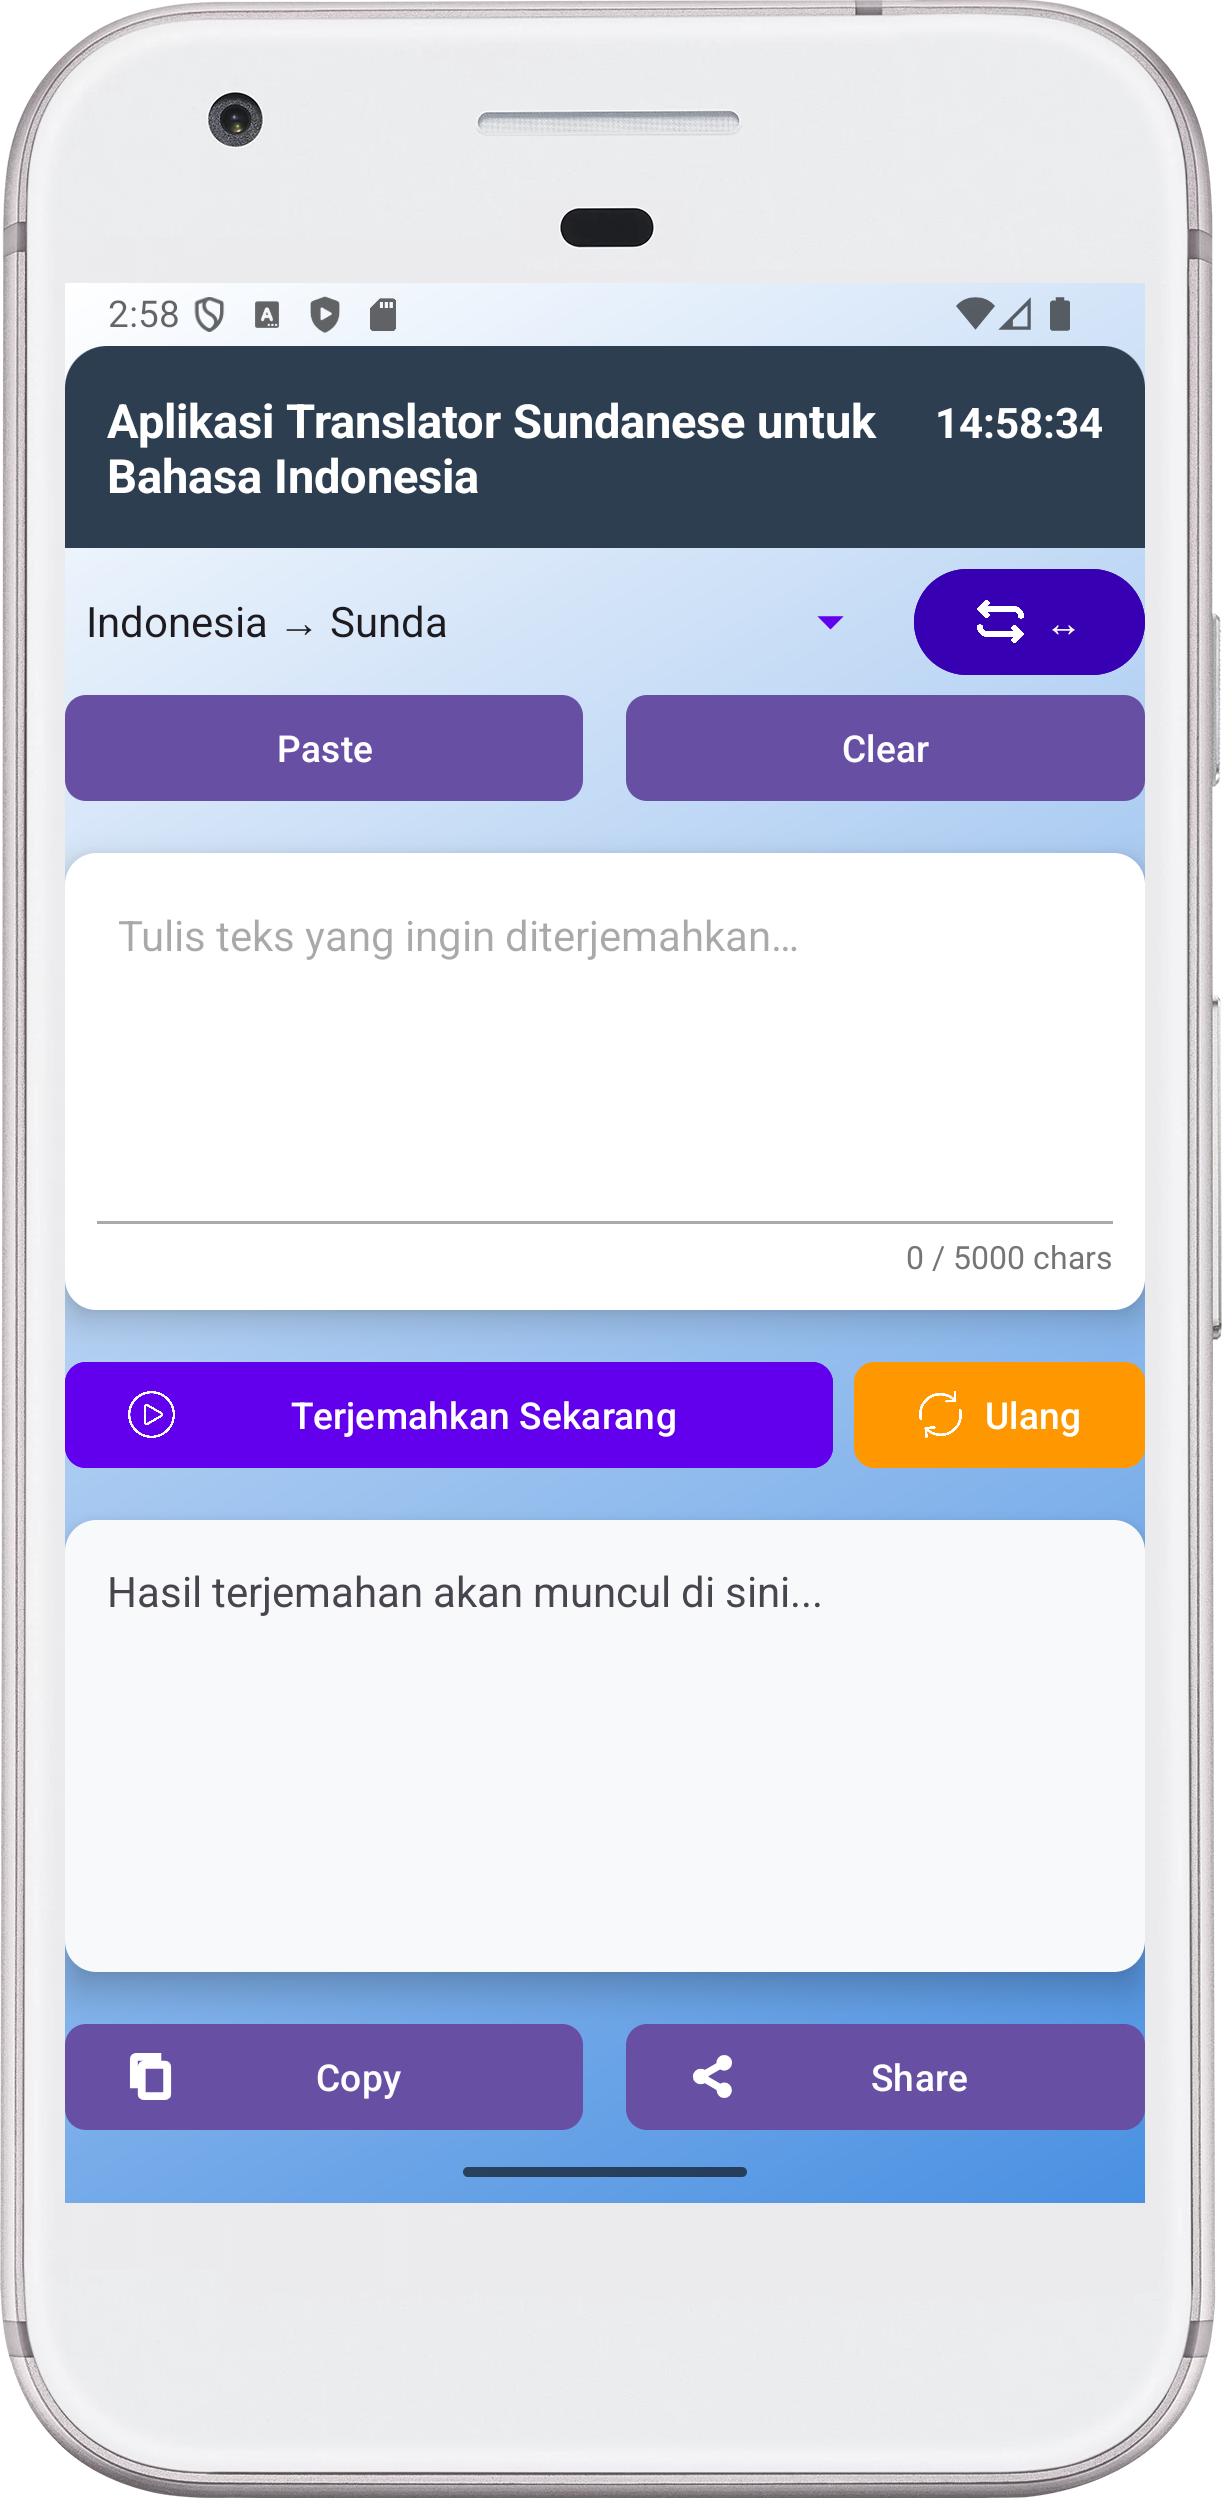 2:58
Aplikasi Translator Sundanese untuk
Bahasa Indonesia
14:58:34
Indonesia → Sunda
↔
Paste
Clear
Tulis teks yang ingin diterjemahkan...
0 / 5000 chars
Terjemahkan Sekarang
Ulang
Hasil terjemahan akan muncul di sini...
Copy
Share